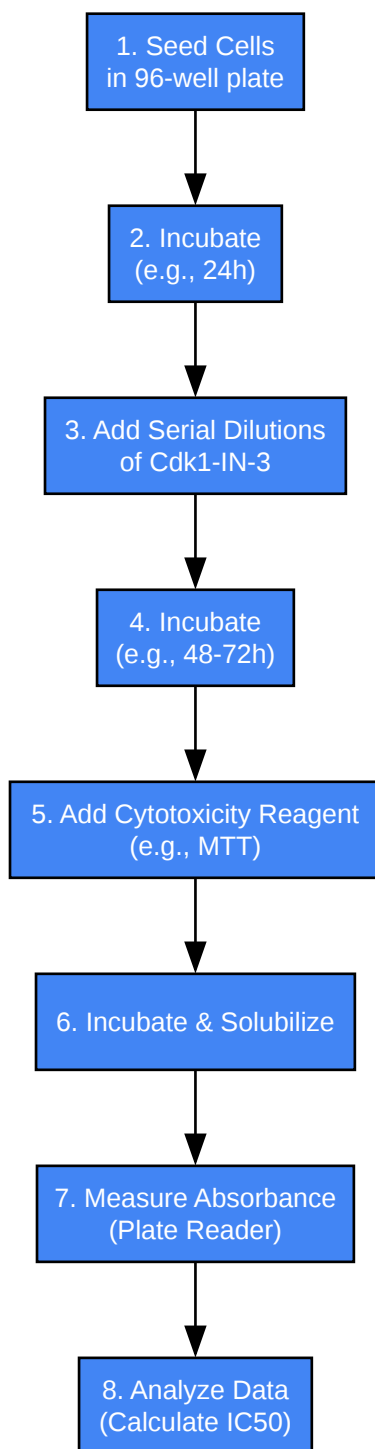 1. Seed Cells
in 96-well plate
2. Incubate
(e.g., 24h)
3. Add Serial Dilutions
of Cdk1-IN-3
4. Incubate
(e.g., 48-72h)
5. Add Cytotoxicity Reagent
(e.g., MTT)
6. Incubate & Solubilize
7. Measure Absorbance
(Plate Reader)
8. Analyze Data
(Calculate IC50)